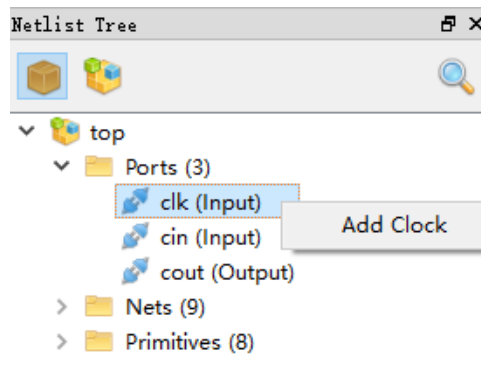 Netlist Tree
top
Ports (3)
clk (Input)
Add Clock
cin (Input)
cout (Output)
Nets (9)
Primitives (8)